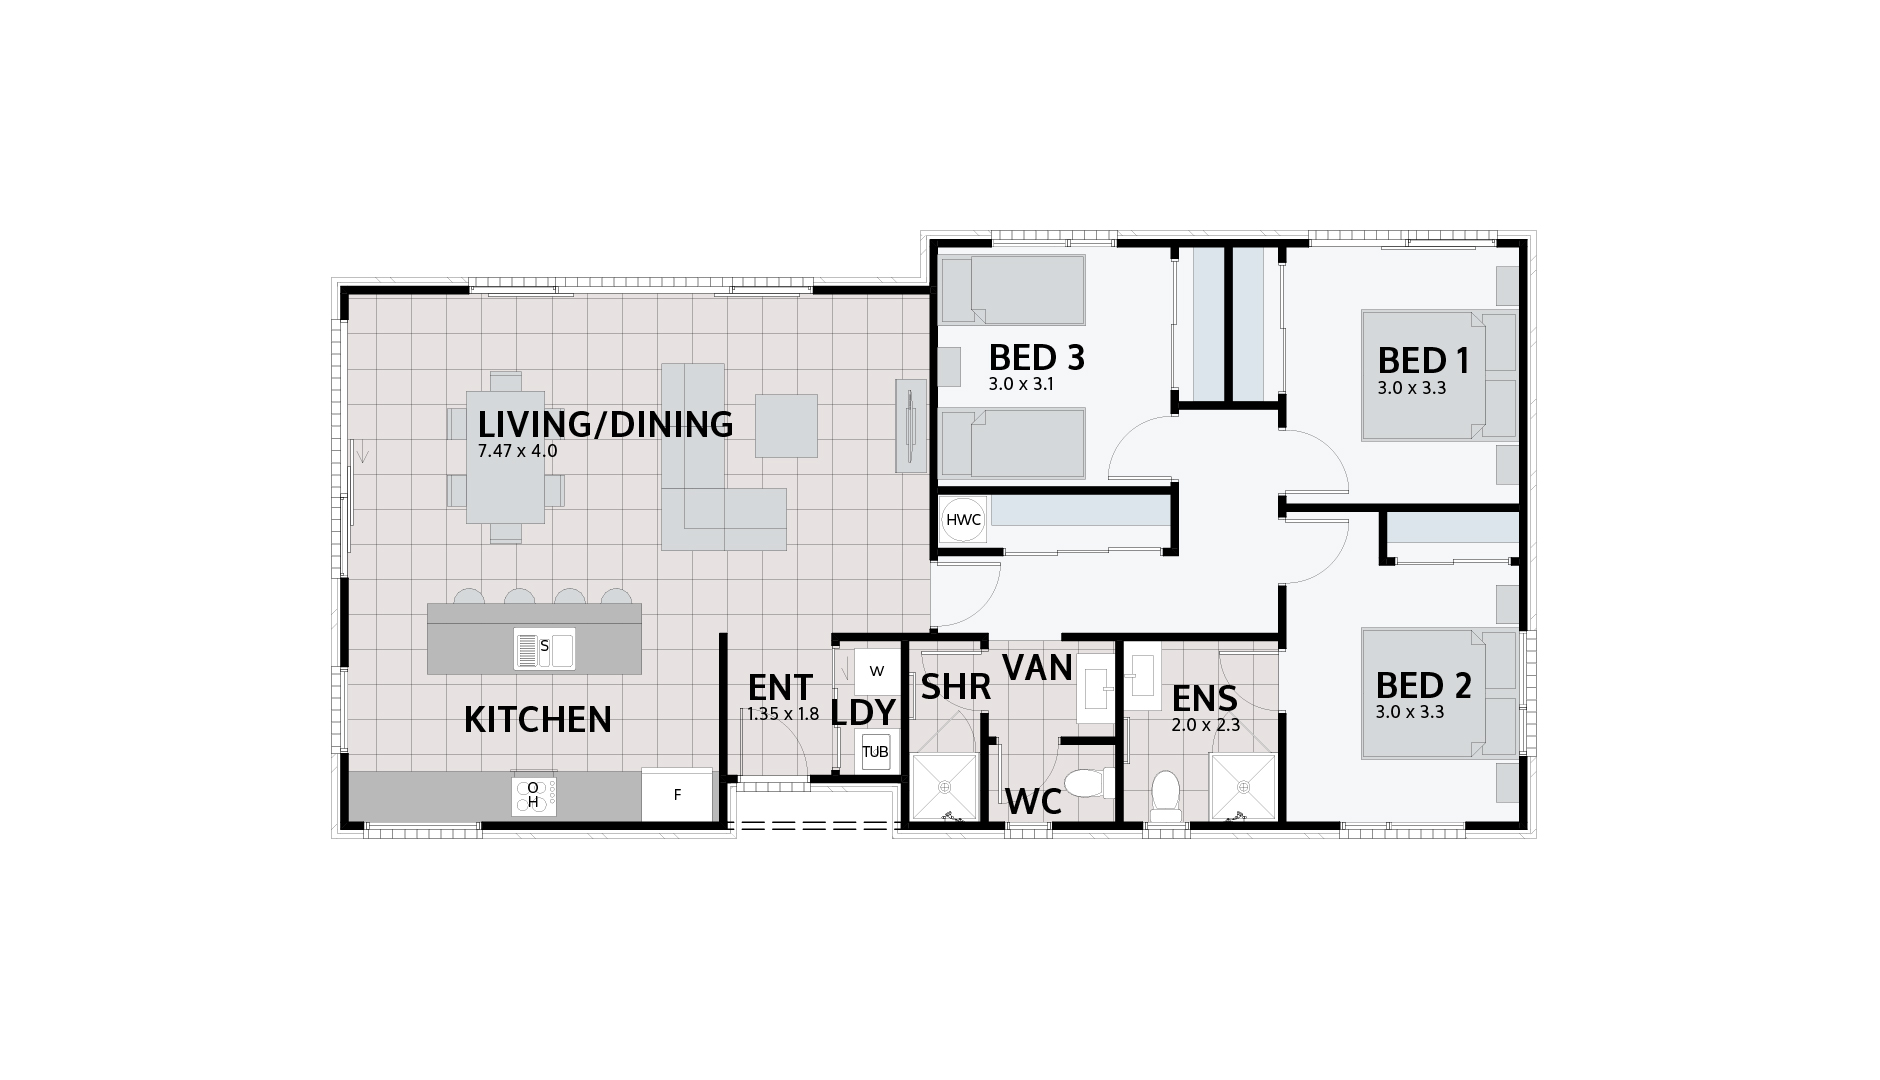 BED 3
3.0 x 3.1
BED 1
3.0 x 3.3
LIVING/DINING
7.47 x 4.0
HWC
S
W
VAN
SHR
ENT
1.35 x 1.8
LDY
ENS
2.0 x 2.3
BED 2
3.0 x 3.3
KITCHEN
TUB
O
H
F
WC